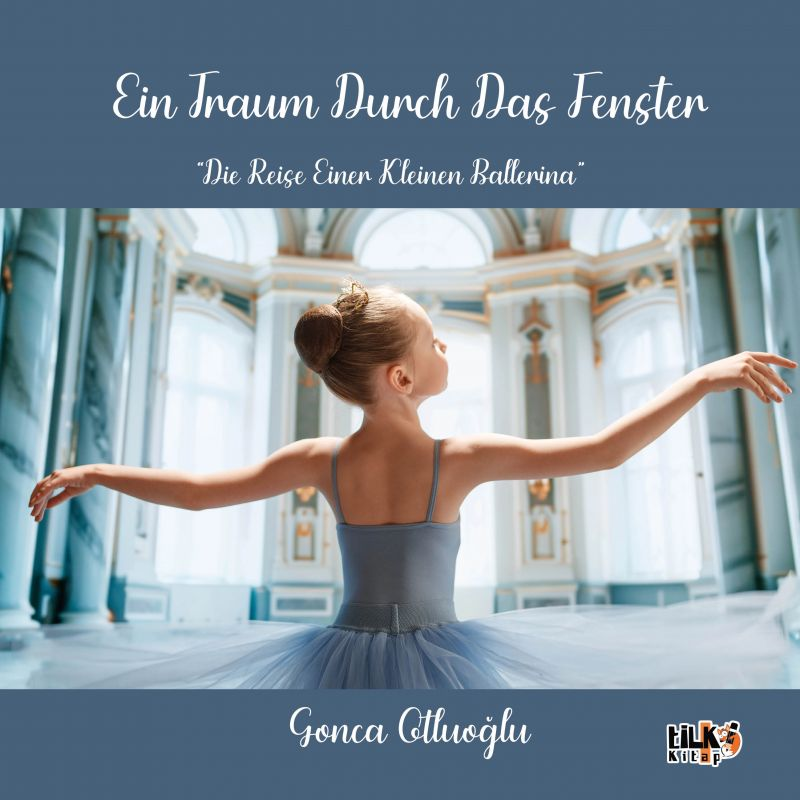 Ein Traum Durch Das Fenster
“Die Reise Einer Kleinen Ballerina”
Gonca Otluoğlu
tiLKi
Kitap